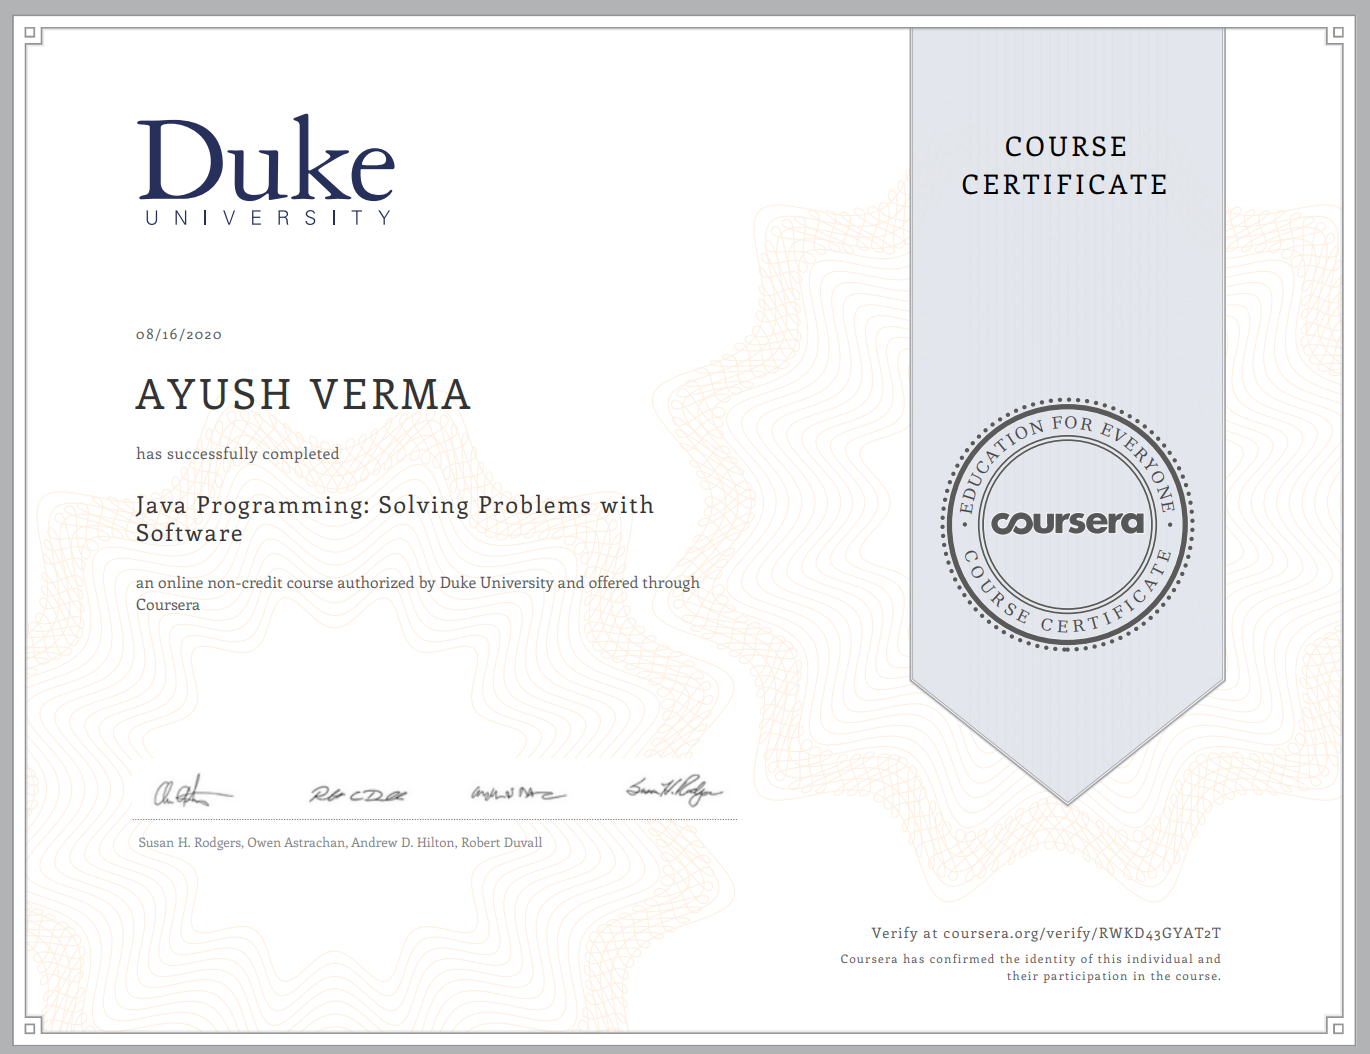 Duke
UNIVERSITY
COURSE
CERTIFICATE
08/16/2020
AYUSH VERMA
has successfully completed
Java Programming: Solving Problems with
Software
an online non-credit course authorized by Duke University and offered through
Coursera
EDUCATION FOR EVERYONE
coursera
COURSE CERTIFICATE
Susan H. Rodgers, Owen Astrachan, Andrew D. Hilton, Robert Duvall
Verify at coursera.org/verify/RWKD43GYAT2T
Coursera has confirmed the identity of this individual and
their participation in the course.